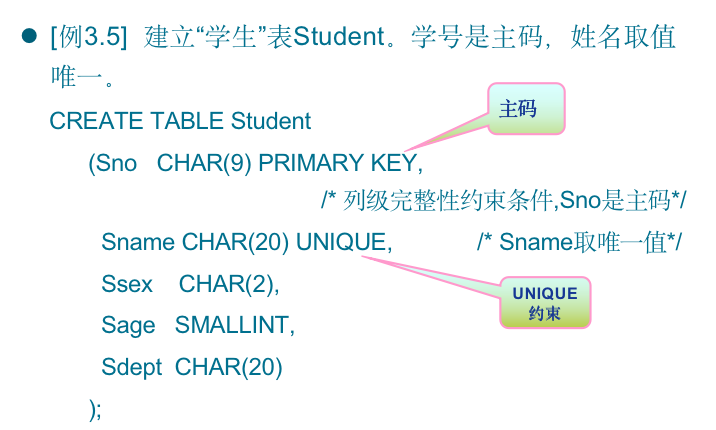 ● [例3.5] 建立“学生”表Student。学号是主码，姓名取值
唯一。
主码
CREATE TABLE Student
(Sno CHAR(9) PRIMARY KEY,
/* 列级完整性约束条件,Sno是主码*/
Sname CHAR(20) UNIQUE, /* Sname取唯一值*/
Ssex CHAR(2),
UNIQUE
约束
Sage SMALLINT,
Sdept CHAR(20)
);